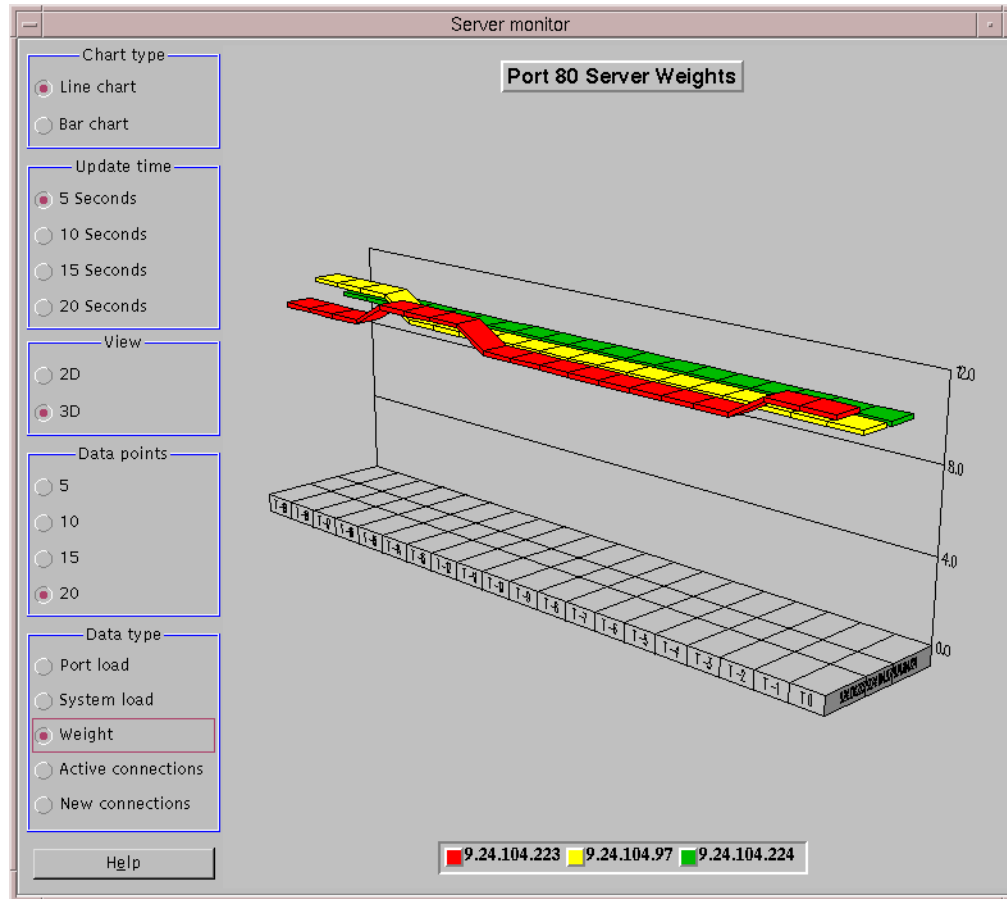 Server monitor
Chart type
Line chart
Bar chart
Update time
5 Seconds
10 Seconds
15 Seconds
20 Seconds
View
2D
3D
Data points
5
10
15
20
Data type
Port load
System load
Weight
Active connections
New connections
Help
Port 80 Server Weights
12.0
8.0
4.0
0.0
T-9 T-8 T-7 T-6 T-5 T-4 T-3 T-2 T-1 T0
9.24.104.223 9.24.104.97 9.24.104.224